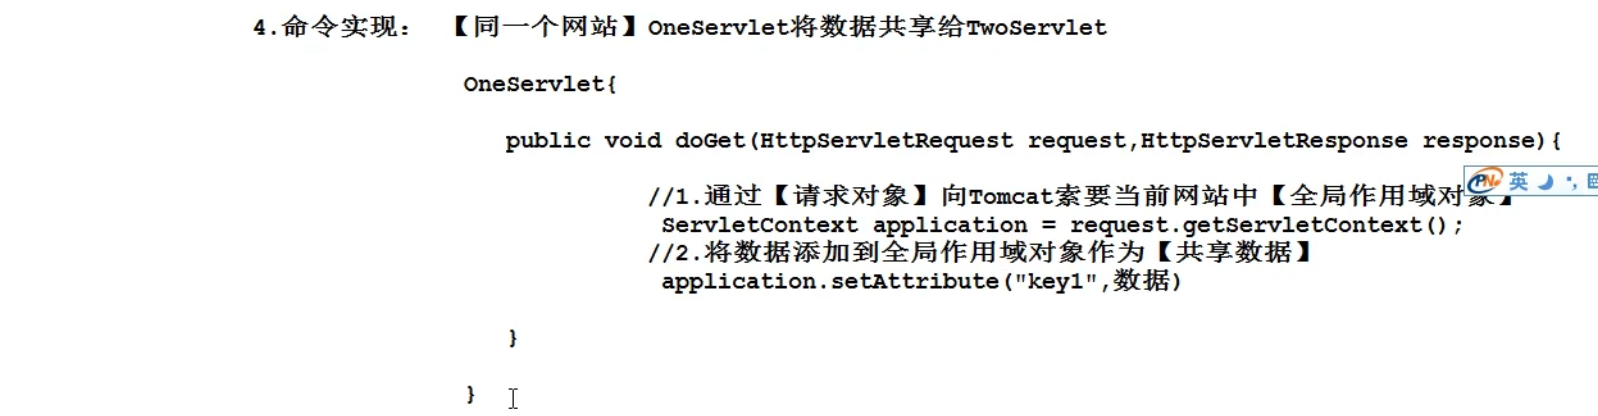 4.命令实现： 【同一个网站】OneServlet将数据共享给TwoServlet
OneServlet{
public void doGet(HttpServletRequest request,HttpServletResponse response){
//1.通过【请求对象】向Tomcat索要当前网站中【全局作用域对象】
ServletContext application = request.getServletContext();
//2.将数据添加到全局作用域对象作为【共享数据】
application.setAttribute("key1",数据)
}
}
英